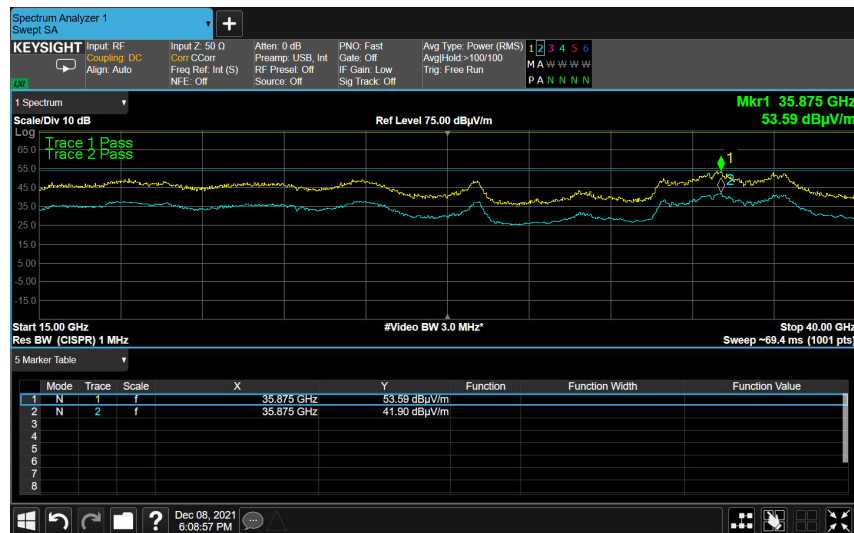 Spectrum Analyzer 1
Swept SA
+
KEYSIGHT
Input: RF
Coupling: DC
Align: Auto
Input Z: 50 Ω
Corr CCorr
Freq Ref: Int (S)
NFE: Off
Atten: 0 dB
Preamp: USB, Int
RF Presel: Off
Source: Off
PNO: Fast
Gate: Off
IF Gain: Low
Sig Track: Off
Avg Type: Power (RMS)
Avg|Hold:>100/100
Trig: Free Run
1 2 3 4 5 6
M A W W W W
P A N N N N
LXI
1 Spectrum
Mkr1 35.875 GHz
Scale/Div 10 dB
Ref Level 75.00 dBµV/m
53.59 dBµV/m
Log
Trace 1 Pass
Trace 2 Pass
65.0
55.0
45.0
35.0
25.0
15.0
5.00
-5.00
-15.0
1
2
Start 15.00 GHz
#Video BW 3.0 MHz*
Stop 40.00 GHz
Res BW (CISPR) 1 MHz
Sweep ~69.4 ms (1001 pts)
5 Marker Table
Mode Trace Scale X Y Function Function Width Function Value
1 N 1 f 35.875 GHz 53.59 dBµV/m
2 N 2 f 35.875 GHz 41.90 dBµV/m
3
4
5
6
7
8
?
Dec 08, 2021
6:08:57 PM